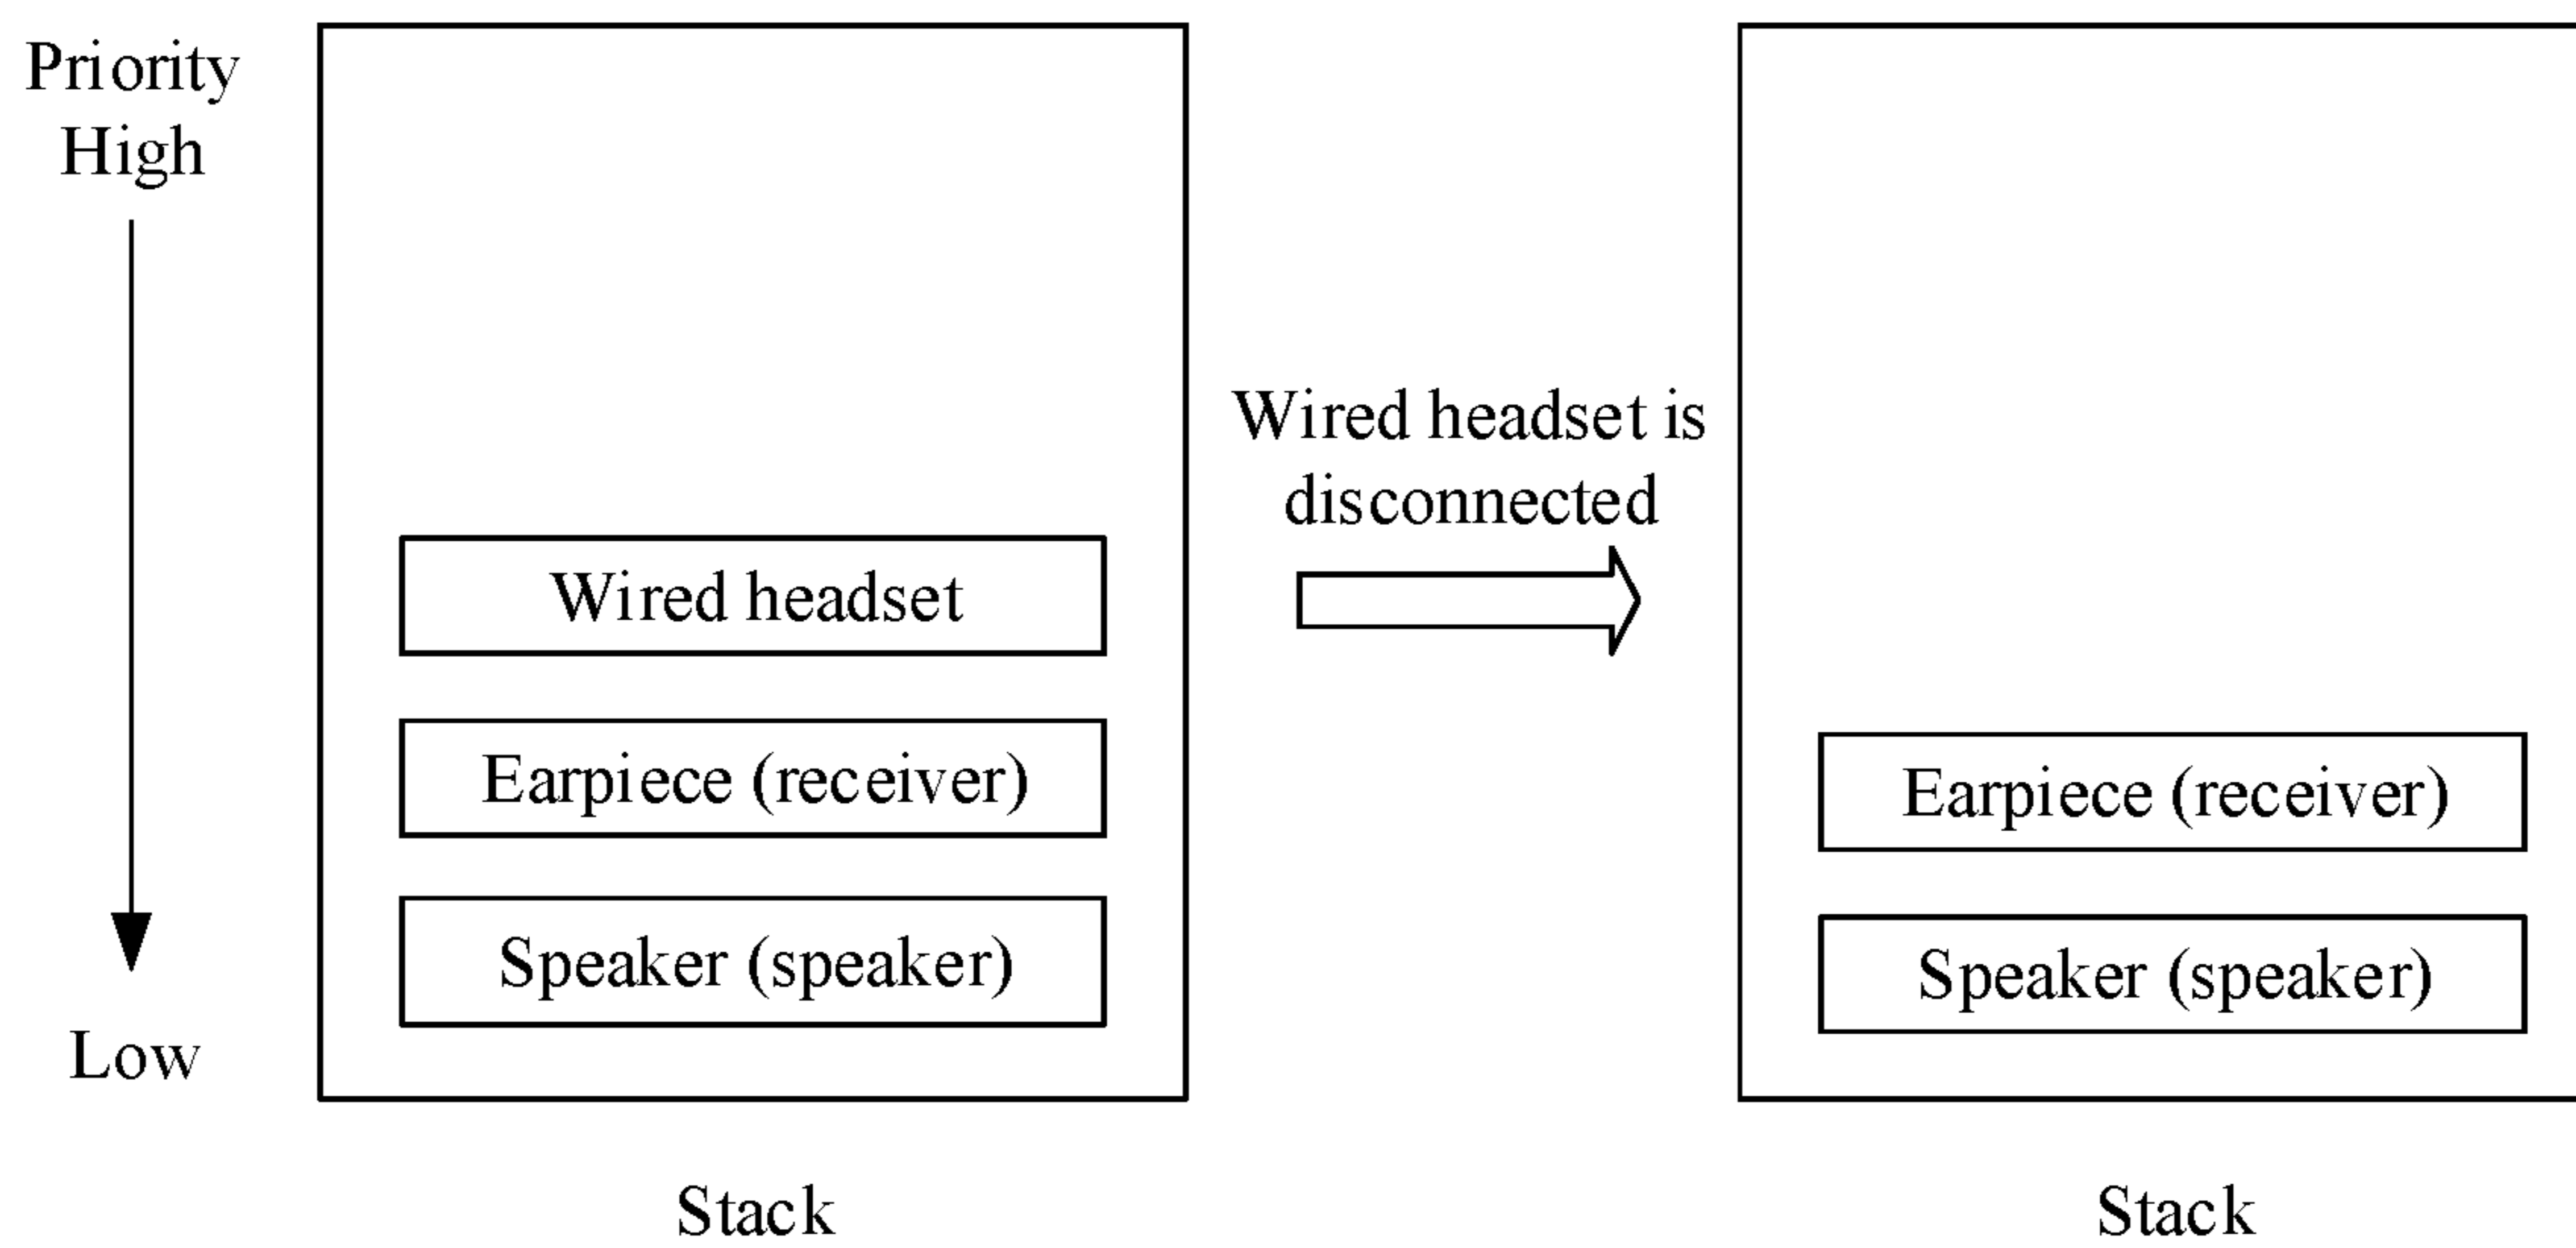 Priority
High
Low
Wired headset
Earpiece (receiver)
Speaker (speaker)
Stack
Wired headset is
disconnected
Earpiece (receiver)
Speaker (speaker)
Stack